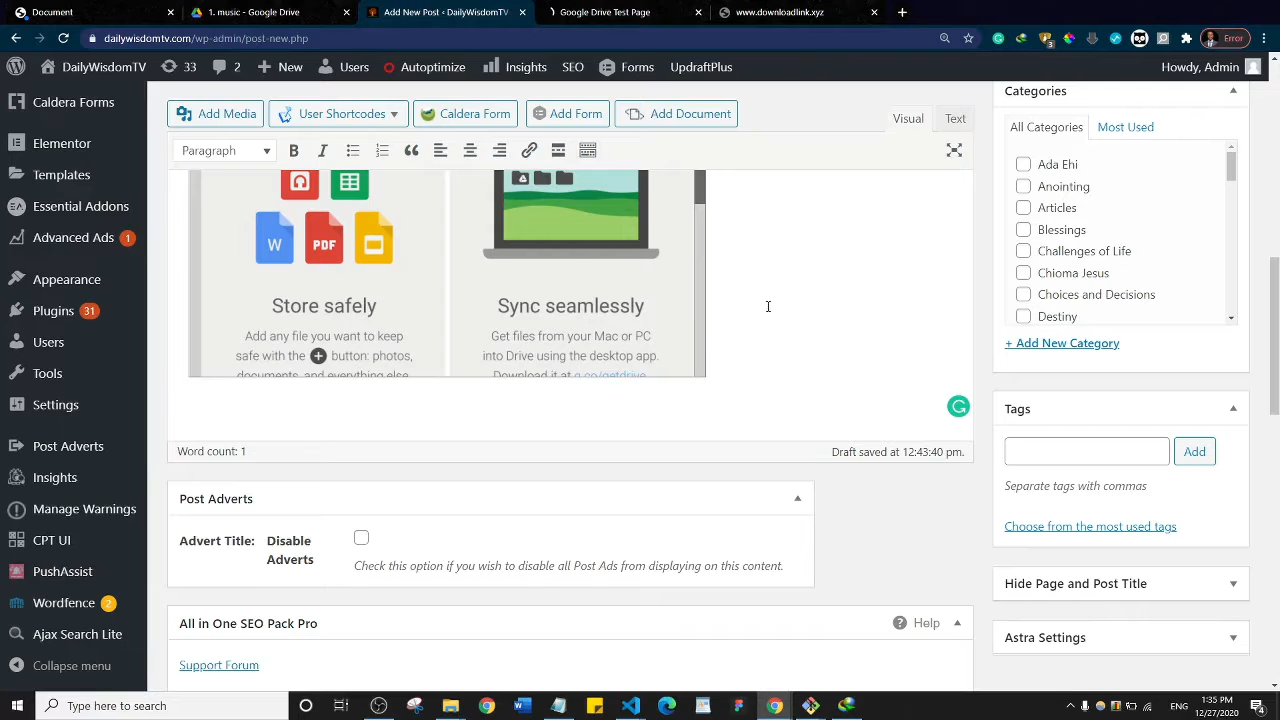 Document
1. music - Google Drive
Add New Post ‹ DailyWisdomTV
Google Drive Test Page
www.downloadlink.xyz
dailywisdomtv.com/wp-admin/post-new.php
Error
DailyWisdomTV
33
2
New
Users
Autoptimize
Insights
SEO
Forms
UpdraftPlus
Howdy, Admin
Caldera Forms
Elementor
Templates
Essential Addons
Advanced Ads 1
Appearance
Plugins 31
Users
Tools
Settings
Post Adverts
Insights
Manage Warnings
CPT UI
PushAssist
Wordfence 2
Ajax Search Lite
Collapse menu
Add Media
User Shortcodes
Caldera Form
Add Form
Add Document
Visual
Text
Paragraph
B I
W
PDF
Store safely
Add any file you want to keep
safe with the + button: photos,
documents, and everything else.
Sync seamlessly
Get files from your Mac or PC
into Drive using the desktop app.
Download it at g.co/getdrive.
Word count: 1
Draft saved at 12:43:40 pm.
Post Adverts
Advert Title:
Disable
Adverts
Check this option if you wish to disable all Post Ads from displaying on this content.
All in One SEO Pack Pro
Help
Support Forum
Categories
All Categories
Most Used
Ada Ehi
Anointing
Articles
Blessings
Challenges of Life
Chioma Jesus
Choices and Decisions
Destiny
+ Add New Category
Tags
Add
Separate tags with commas
Choose from the most used tags
Hide Page and Post Title
Astra Settings
Type here to search
1:35 PM
12/27/2020